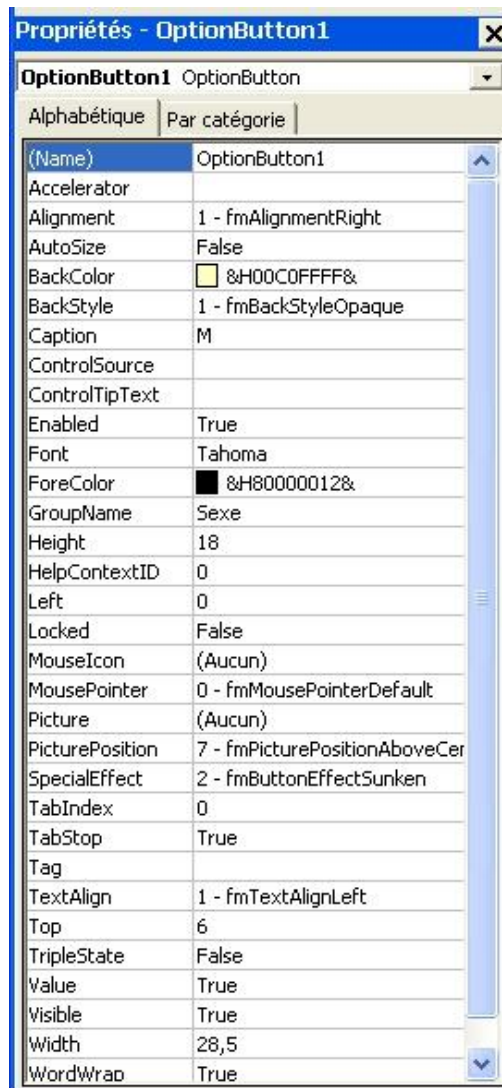 Propriétés - OptionButton1
OptionButton1 OptionButton
Alphabétique Par catégorie
(Name) OptionButton1
Accelerator
Alignment 1 - fmAlignmentRight
AutoSize False
BackColor &H00C0FFFF&
BackStyle 1 - fmBackStyleOpaque
Caption M
ControlSource
ControlTipText
Enabled True
Font Tahoma
ForeColor &H80000012&
GroupName Sexe
Height 18
HelpContextID 0
Left 0
Locked False
MouseIcon (Aucun)
MousePointer 0 - fmMousePointerDefault
Picture (Aucun)
PicturePosition 7 - fmPicturePositionAboveCer
SpecialEffect 2 - fmButtonEffectSunken
TabIndex 0
TabStop True
Tag
TextAlign 1 - fmTextAlignLeft
Top 6
TripleState False
Value True
Visible True
Width 28,5
WordWrap True